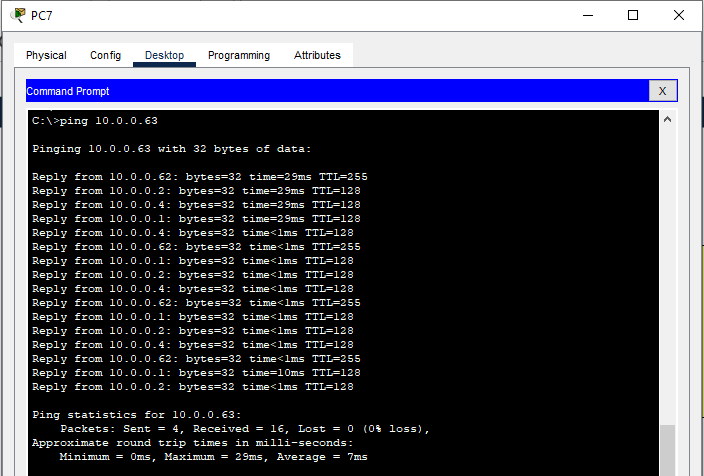 PC7
Physical Config Desktop Programming Attributes
Command Prompt X
C:\>ping 10.0.0.63
Pinging 10.0.0.63 with 32 bytes of data:
Reply from 10.0.0.62: bytes=32 time=29ms TTL=255
Reply from 10.0.0.2: bytes=32 time=29ms TTL=128
Reply from 10.0.0.4: bytes=32 time=29ms TTL=128
Reply from 10.0.0.1: bytes=32 time=29ms TTL=128
Reply from 10.0.0.4: bytes=32 time<1ms TTL=128
Reply from 10.0.0.62: bytes=32 time<1ms TTL=255
Reply from 10.0.0.1: bytes=32 time<1ms TTL=128
Reply from 10.0.0.2: bytes=32 time<1ms TTL=128
Reply from 10.0.0.4: bytes=32 time<1ms TTL=128
Reply from 10.0.0.62: bytes=32 time<1ms TTL=255
Reply from 10.0.0.1: bytes=32 time<1ms TTL=128
Reply from 10.0.0.2: bytes=32 time<1ms TTL=128
Reply from 10.0.0.4: bytes=32 time<1ms TTL=128
Reply from 10.0.0.62: bytes=32 time<1ms TTL=255
Reply from 10.0.0.1: bytes=32 time=10ms TTL=128
Reply from 10.0.0.2: bytes=32 time<1ms TTL=128
Ping statistics for 10.0.0.63:
Packets: Sent = 4, Received = 16, Lost = 0 (0% loss),
Approximate round trip times in milli-seconds:
Minimum = 0ms, Maximum = 29ms, Average = 7ms